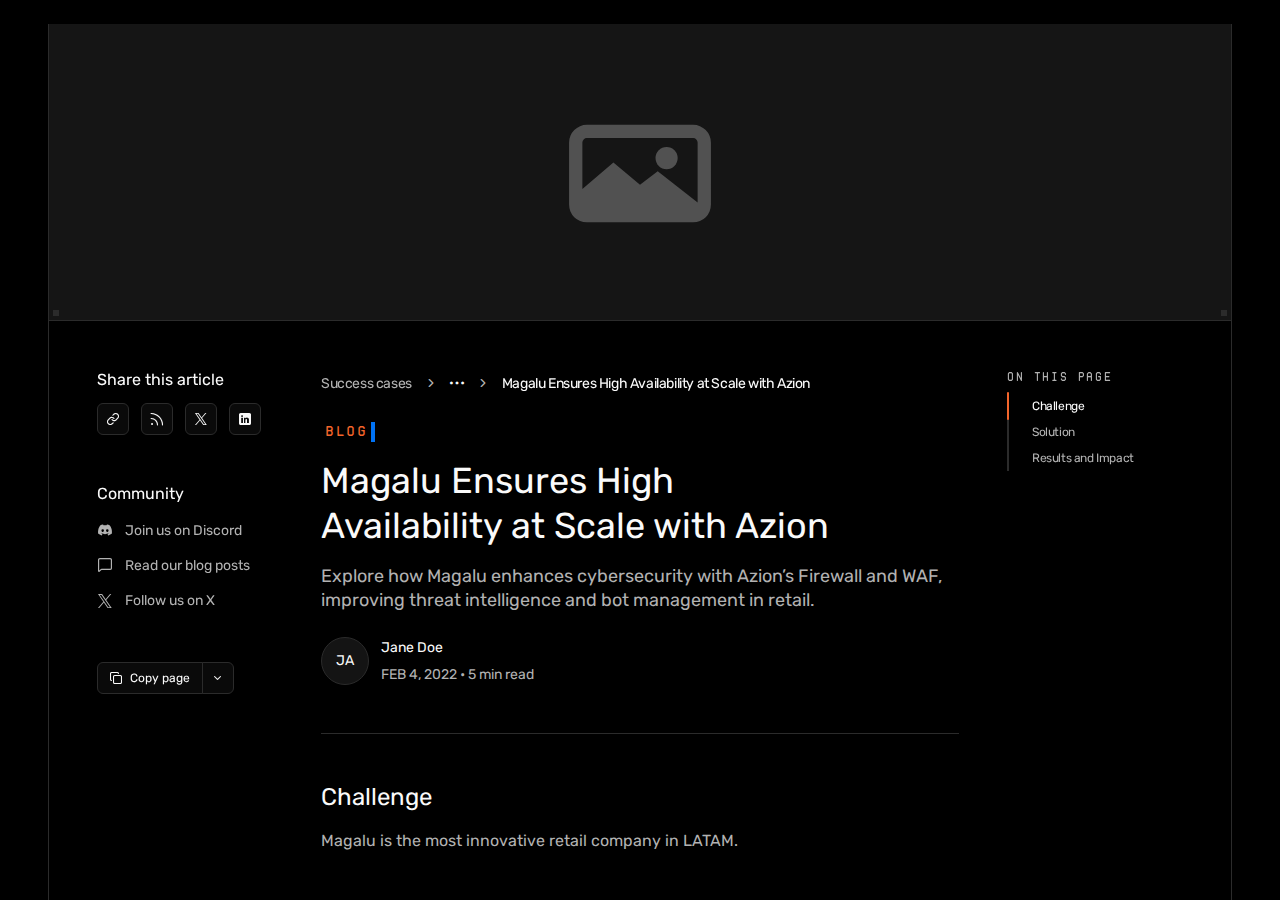 Share this article
Community
Join us on Discord
Read our blog posts
Follow us on X
Copy page
Success cases
Magalu Ensures High Availability at Scale with Azion
BLOG
Magalu Ensures High
Availability at Scale with Azion
Explore how Magalu enhances cybersecurity with Azion’s Firewall and WAF,
improving threat intelligence and bot management in retail.
JA
Jane Doe
FEB 4, 2022 • 5 min read
Challenge
Magalu is the most innovative retail company in LATAM.
ON THIS PAGE
Challenge
Solution
Results and Impact